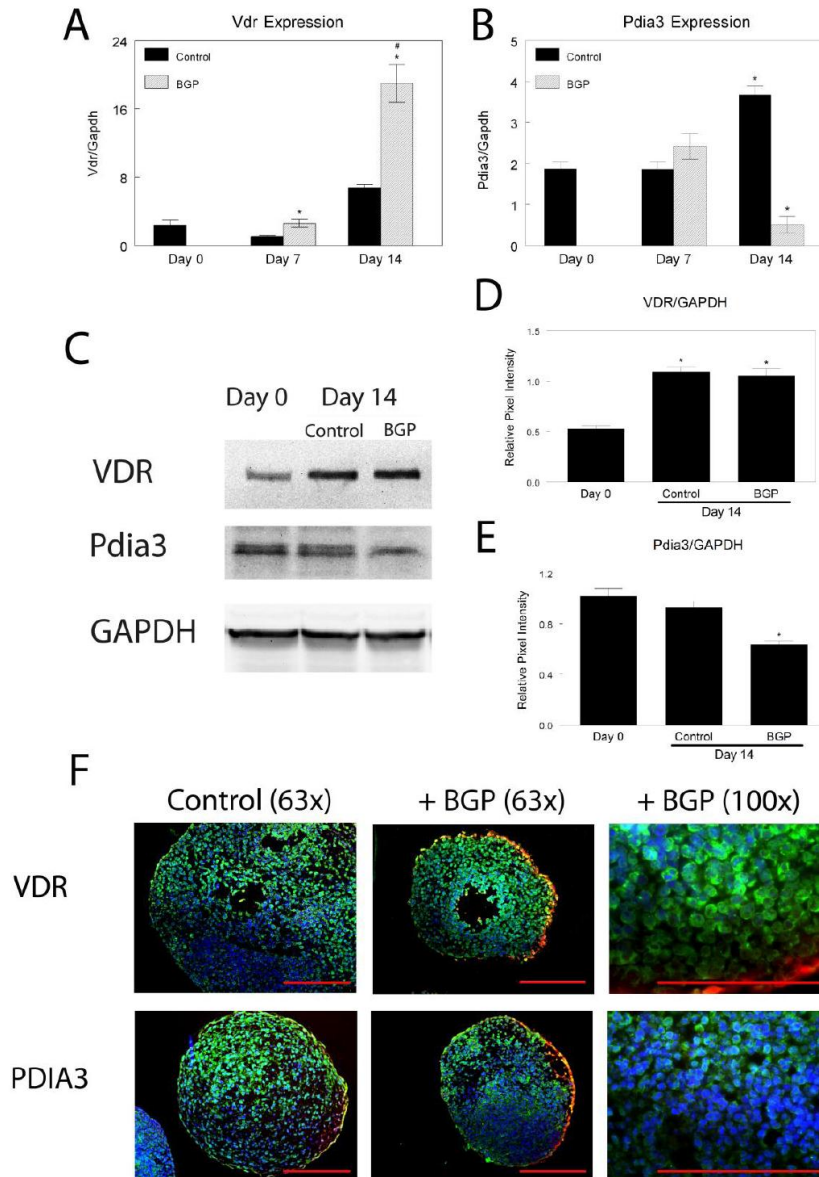 A
Vdr Expression
24
18
12
6
0
Vdr/Gapdh
Control
BGP
*
#
*
Day 0
Day 7
Day 14
B
Pdia3 Expression
5
4
3
2
1
0
Pdia3/Gapdh
Control
BGP
*
*
Day 0
Day 7
Day 14
C
Day 0
Day 14
Control
BGP
VDR
Pdia3
GAPDH
D
VDR/GAPDH
1.5
1.0
0.5
0.0
Relative Pixel Intensity
*
*
Day 0
Control
BGP
Day 14
E
Pdia3/GAPDH
1.2
0.8
0.4
0.0
Relative Pixel Intensity
*
Day 0
Control
BGP
Day 14
F
Control (63x)
+ BGP (63x)
+ BGP (100x)
VDR
PDIA3